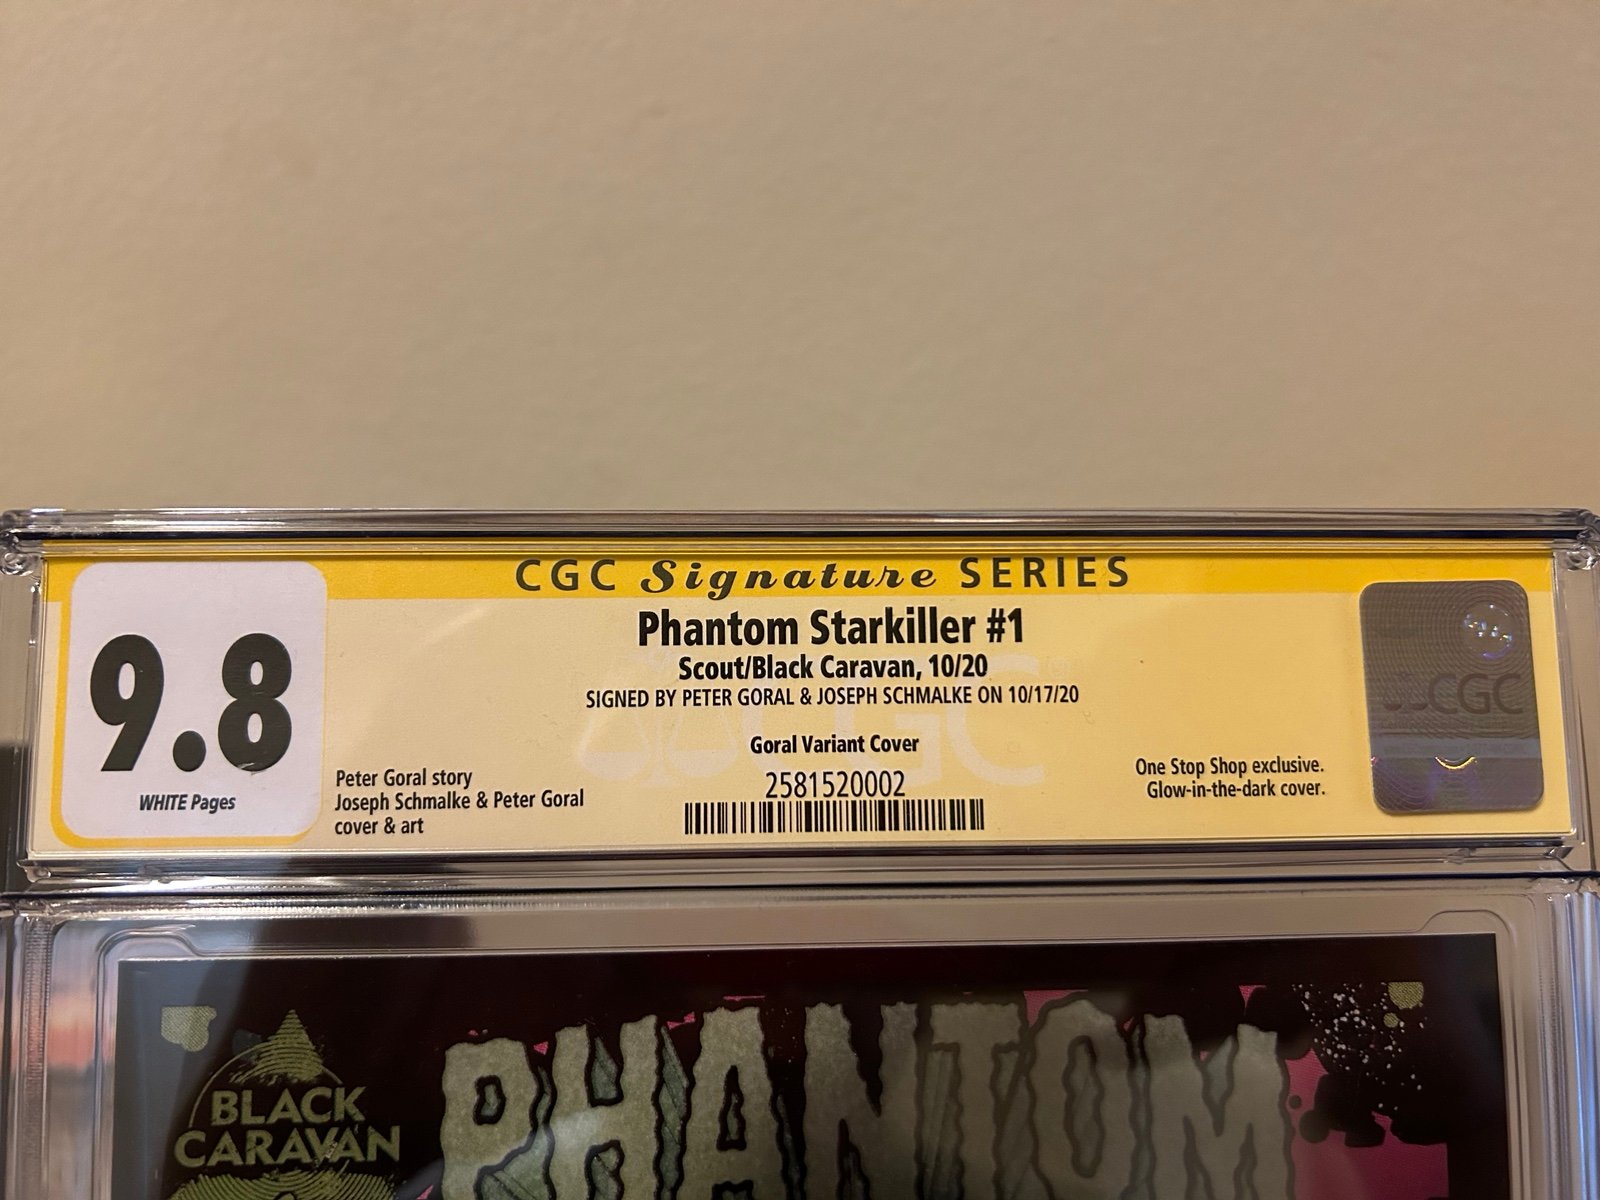 CGC Signature SERIES
9.8
WHITE Pages
Phantom Starkiller #1
Scout/Black Caravan, 10/20
SIGNED BY PETER GORAL & JOSEPH SCHMALKE ON 10/17/20
Goral Variant Cover
2581520002
Peter Goral story
Joseph Schmalke & Peter Goral
cover & art
One Stop Shop exclusive.
Glow-in-the-dark cover.
CGC
CGC
BLACK
CARAVAN
PHANTOM